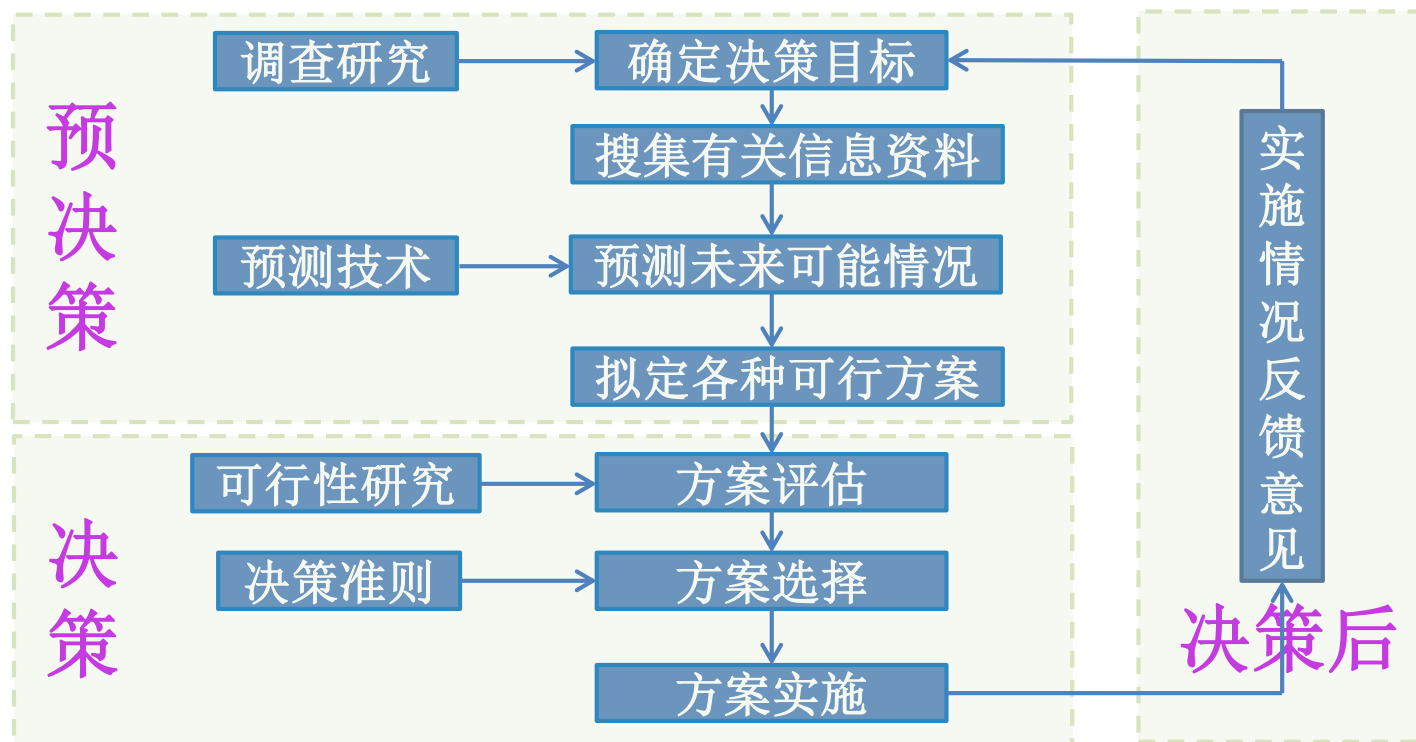 预决策
调查研究
确定决策目标
搜集有关信息资料
预测技术
预测未来可能情况
拟定各种可行方案
决策
可行性研究
方案评估
决策准则
方案选择
方案实施
实施情况反馈意见
决策后